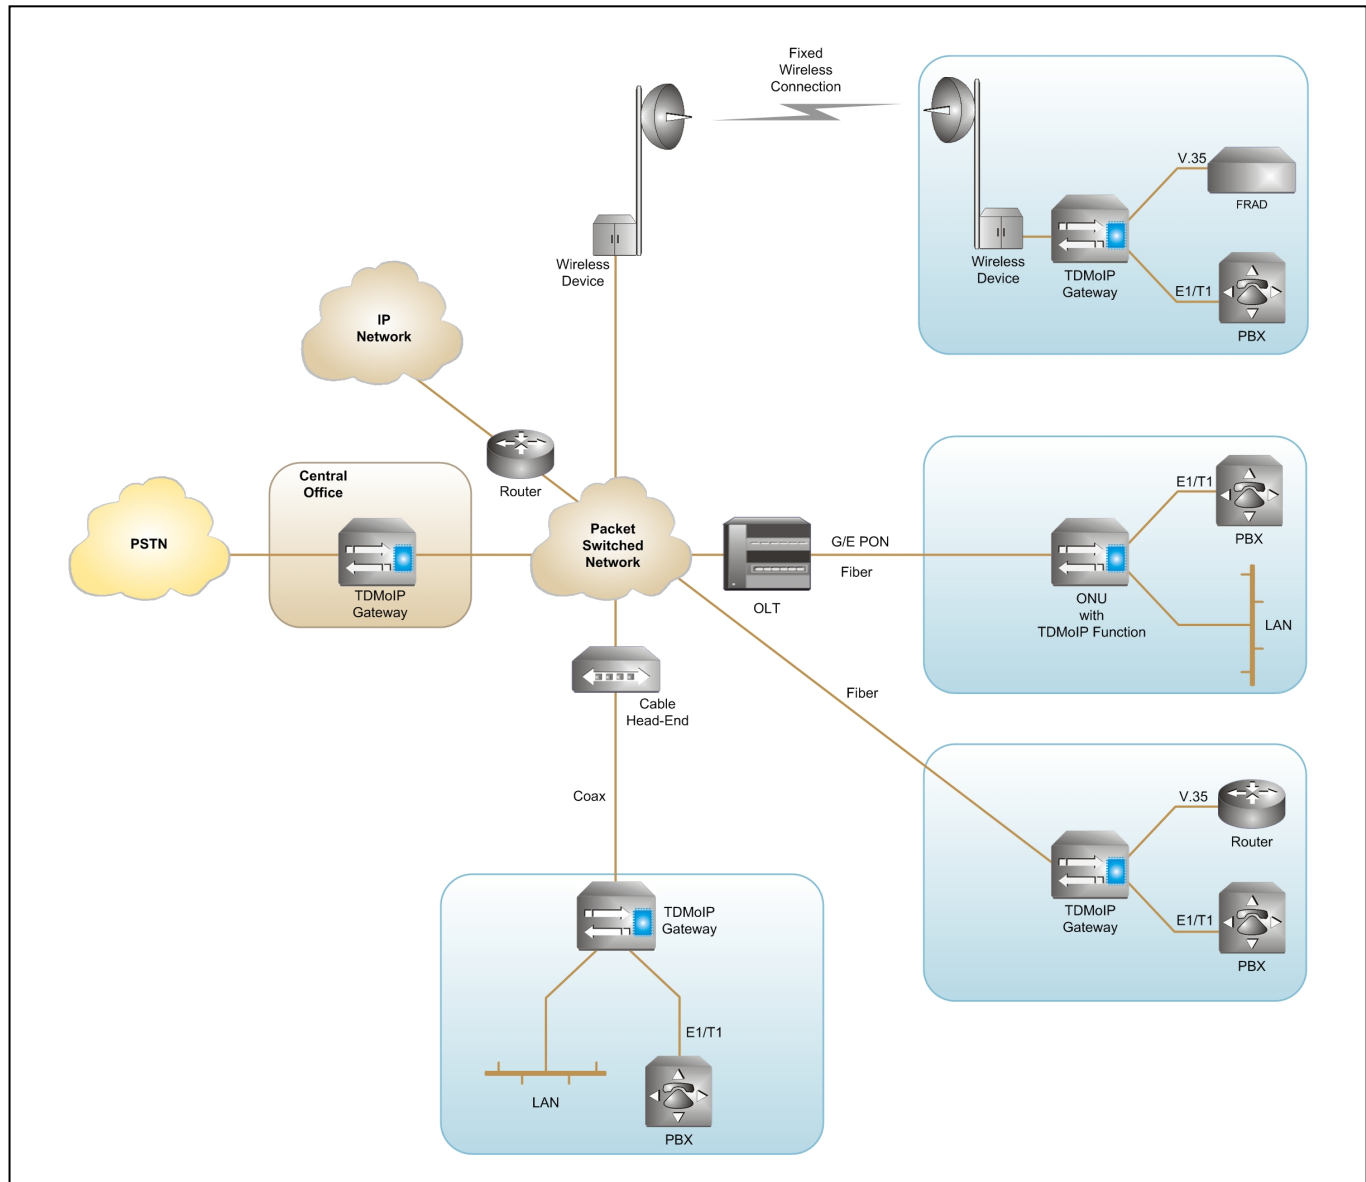 Fixed
Wireless
Connection
V.35
FRAD
Wireless
Device
Wireless
Device
TDMoIP
Gateway
E1/T1
PBX
IP
Network
Router
Central
Office
PSTN
TDMoIP
Gateway
Packet
Switched
Network
OLT
G/E PON
Fiber
E1/T1
PBX
ONU
with
TDMoIP Function
LAN
Cable
Head-End
Fiber
Coax
V.35
Router
TDMoIP
Gateway
E1/T1
PBX
TDMoIP
Gateway
E1/T1
LAN
PBX